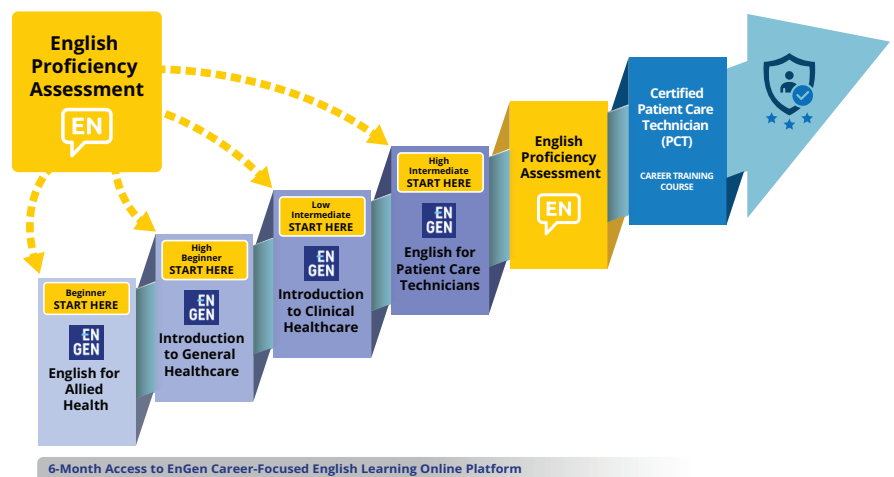 English
Proficiency
Assessment
EN
Beginner
START HERE
EN
GEN
English for
Allied
Health
High
Beginner
START HERE
EN
GEN
Introduction
to General
Healthcare
Low
Intermediate
START HERE
EN
GEN
Introduction
to Clinical
Healthcare
High
Intermediate
START HERE
EN
GEN
English for
Patient Care
Technicians
English
Proficiency
Assessment
EN
Certified
Patient Care
Technician
(PCT)
CAREER TRAINING
COURSE
6-Month Access to EnGen Career-Focused English Learning Online Platform